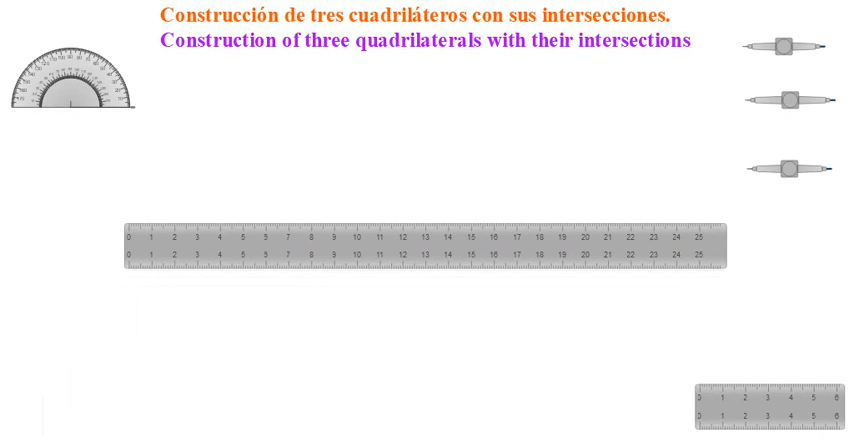 Construcción de tres cuadriláteros con sus intersecciones.
Construction of three quadrilaterals with their intersections
0 1 2 3 4 5 5 7 8 9 10 11 12 13 14 15 16 17 18 19 20 21 22 23 24 25
0 1 2 3 4 5 5 7 8 9 10 11 12 13 14 15 16 17 18 19 20 21 22 23 24 25
0 1 2 3 4 5 6
0 1 2 3 4 5 6